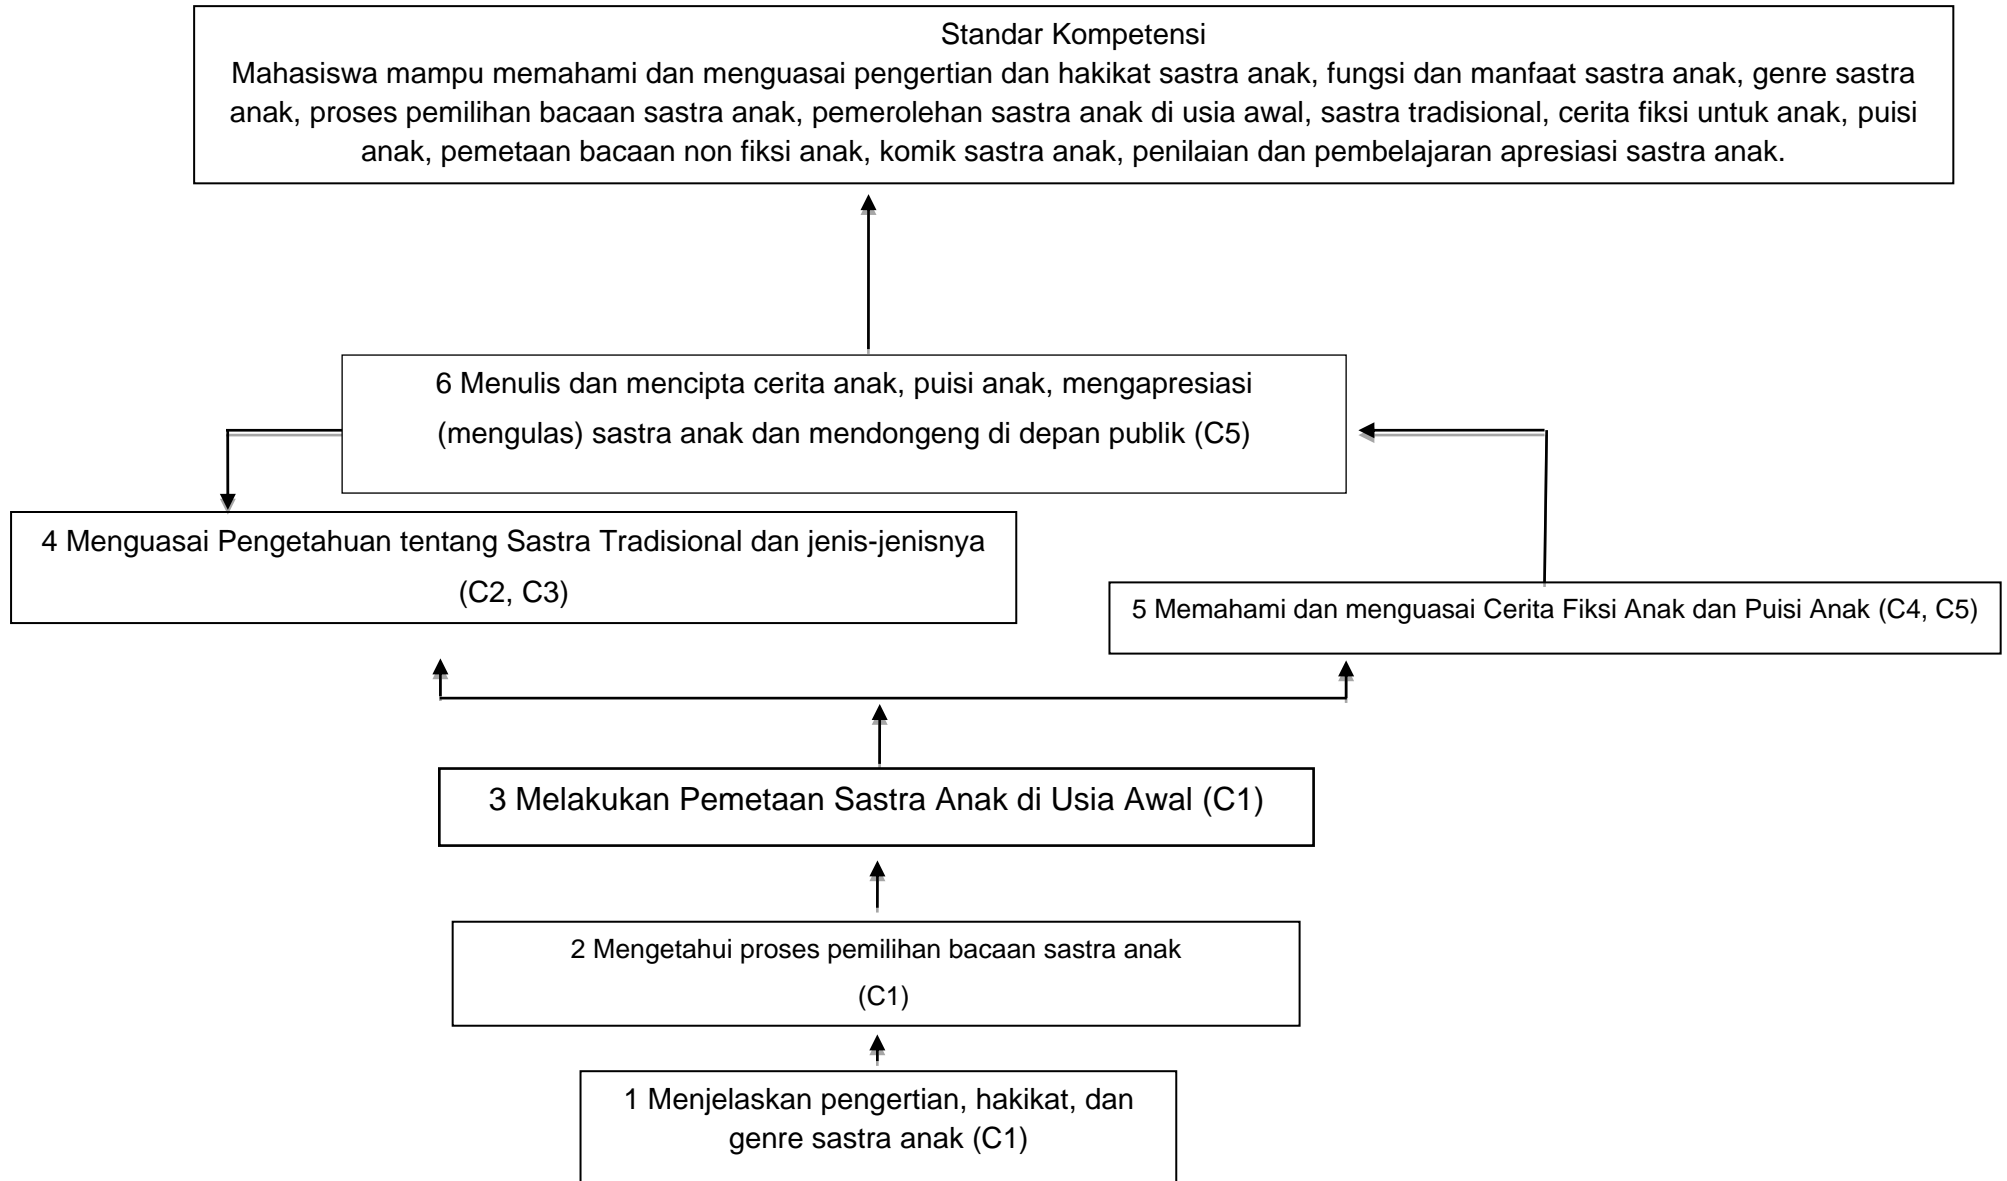 Standar Kompetensi
Mahasiswa mampu memahami dan menguasai pengertian dan hakikat sastra anak, fungsi dan manfaat sastra anak, genre sastra
anak, proses pemilihan bacaan sastra anak, pemerolehan sastra anak di usia awal, sastra tradisional, cerita fiksi untuk anak, puisi
anak, pemetaan bacaan non fiksi anak, komik sastra anak, penilaian dan pembelajaran apresiasi sastra anak.
6 Menulis dan mencipta cerita anak, puisi anak, mengapresiasi
(mengulas) sastra anak dan mendongeng di depan publik (C5)
4 Menguasai Pengetahuan tentang Sastra Tradisional dan jenis-jenisnya
(C2, C3)
5 Memahami dan menguasai Cerita Fiksi Anak dan Puisi Anak (C4, C5)
3 Melakukan Pemetaan Sastra Anak di Usia Awal (C1)
2 Mengetahui proses pemilihan bacaan sastra anak
(C1)
1 Menjelaskan pengertian, hakikat, dan
genre sastra anak (C1)